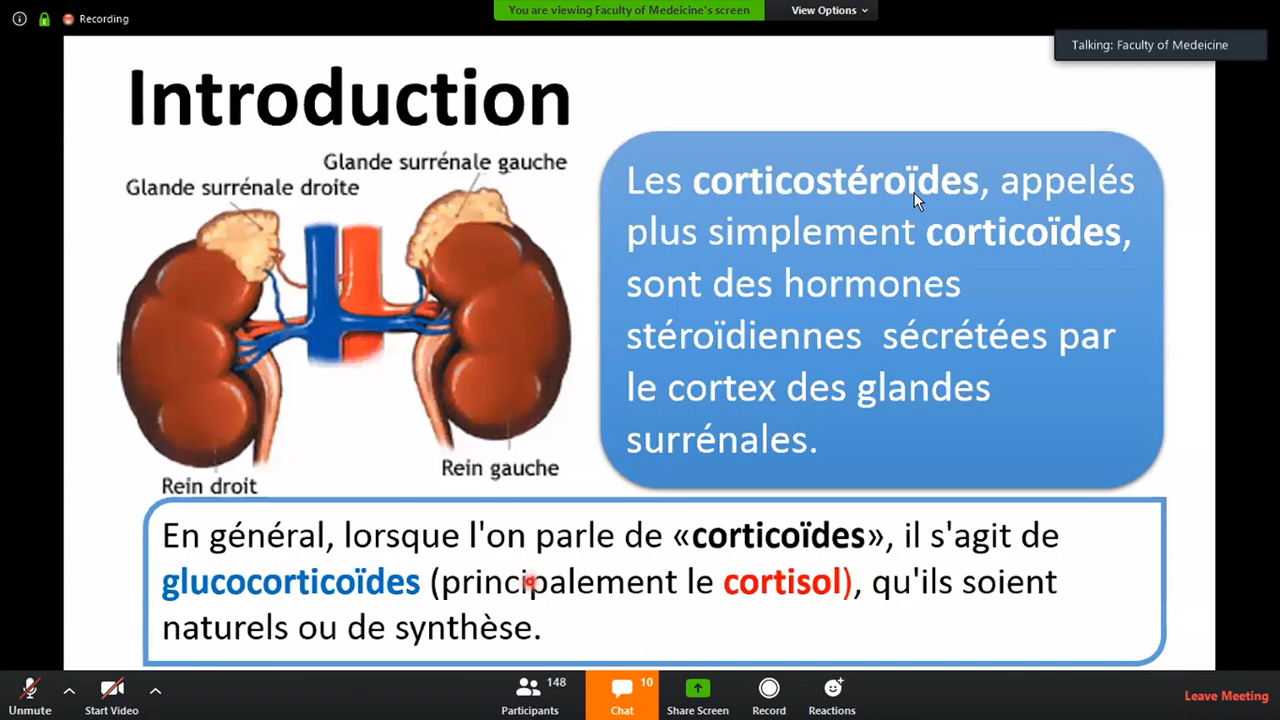 Recording
You are viewing Faculty of Medeicine's screen
View Options
Talking: Faculty of Medeicine
Introduction
Glande surrénale gauche
Glande surrénale droite
Rein gauche
Rein droit
Les corticostéroïdes, appelés
plus simplement corticoïdes,
sont des hormones
stéroïdiennes sécrétées par
le cortex des glandes
surrénales.
En général, lorsque l'on parle de «corticoïdes», il s'agit de
glucocorticoïdes (principalement le cortisol), qu'ils soient
naturels ou de synthèse.
Unmute
Start Video
148
Participants
10
Chat
Share Screen
Record
Reactions
Leave Meeting